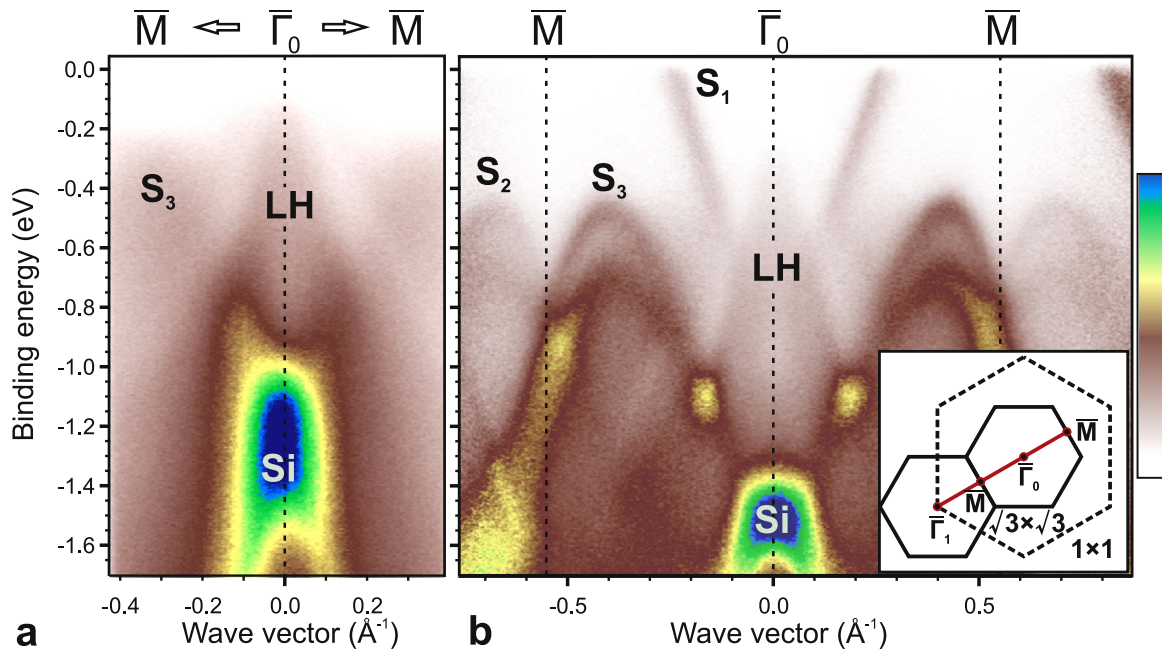 M̅ ⇐ Γ̅₀ ⇒ M̅
M̅ Γ̅₀ M̅
Binding energy (eV)
0.0
-0.2
-0.4
-0.6
-0.8
-1.0
-1.2
-1.4
-1.6
S₃
LH
Si
-0.4 -0.2 0.0 0.2
Wave vector (Å⁻¹)
a
S₁
S₂
S₃
LH
Si
-0.5 0.0 0.5
Wave vector (Å⁻¹)
b
M̅
Γ̅₀
M̅
Γ̅₁
√3×√3
1×1